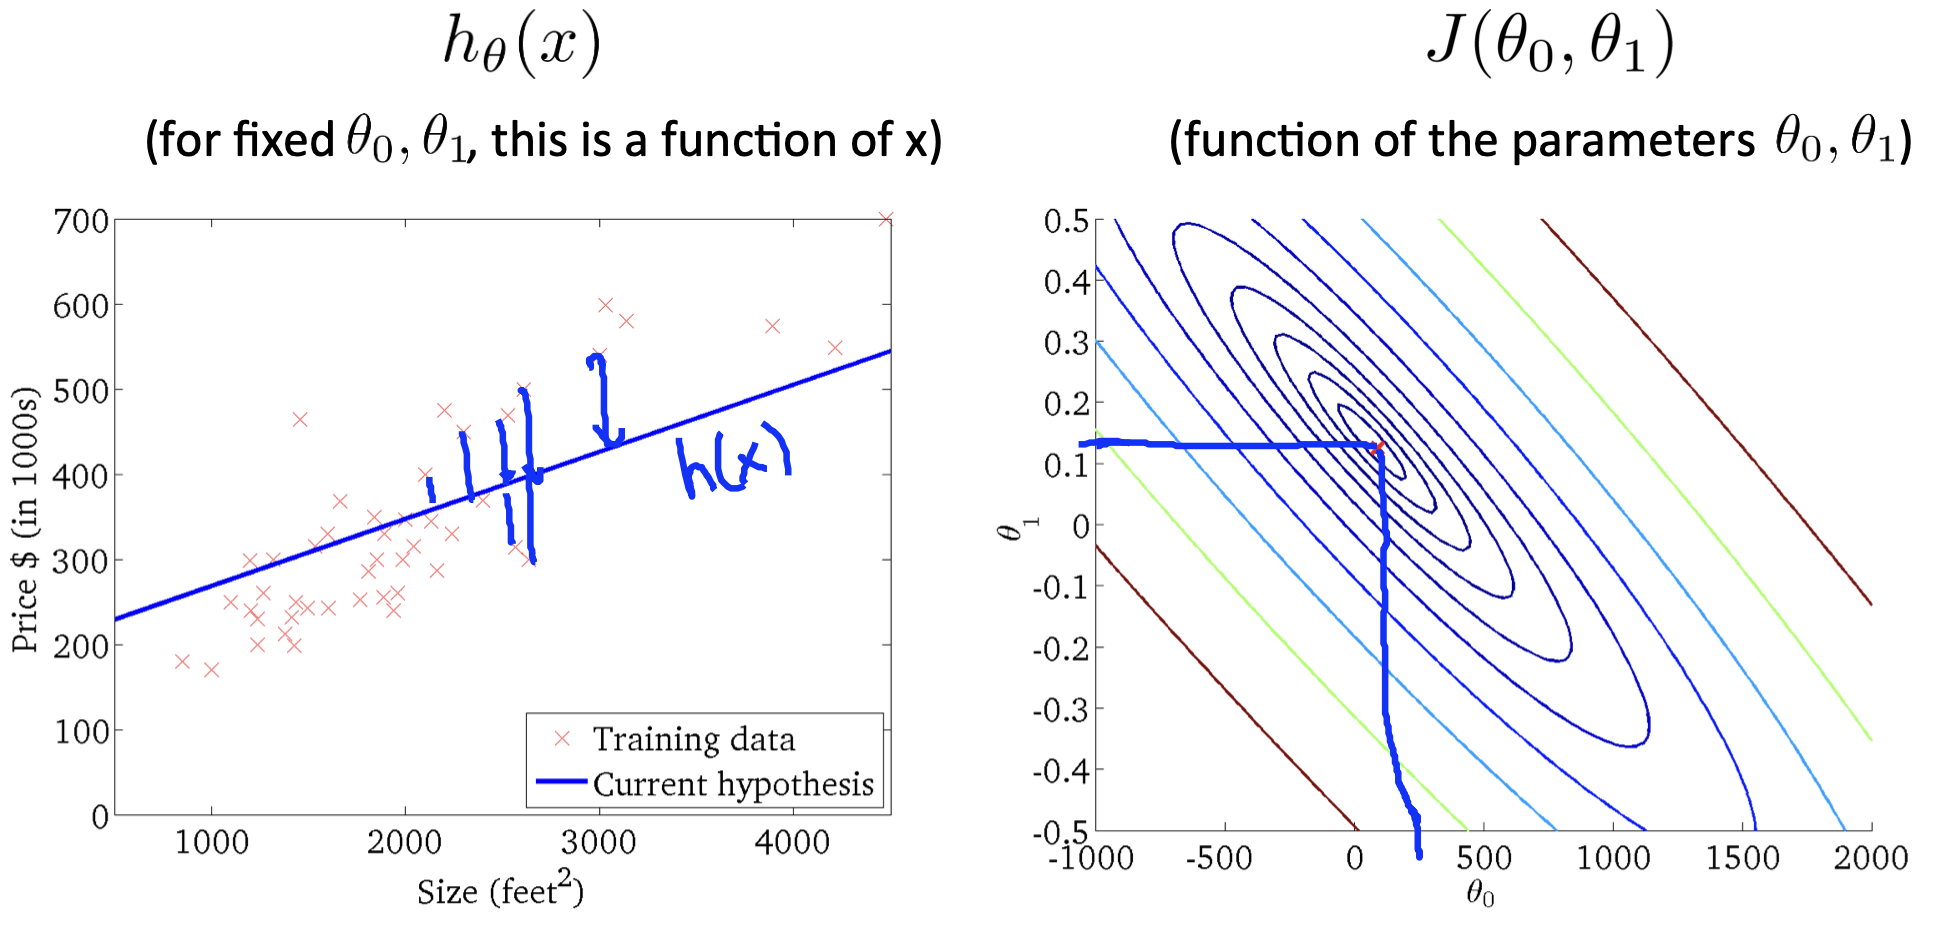 h_θ(x)
(for fixed θ₀, θ₁, this is a function of x)
700
600
500
400
300
200
100
0
Price $ (in 1000s)
1000 2000 3000 4000
Size (feet²)
h(x)
Training data
Current hypothesis
J(θ₀, θ₁)
(function of the parameters θ₀, θ₁)
0.5
0.4
0.3
0.2
0.1
0
-0.1
-0.2
-0.3
-0.4
-0.5
θ₁
-1000 -500 0 500 1000 1500 2000
θ₀